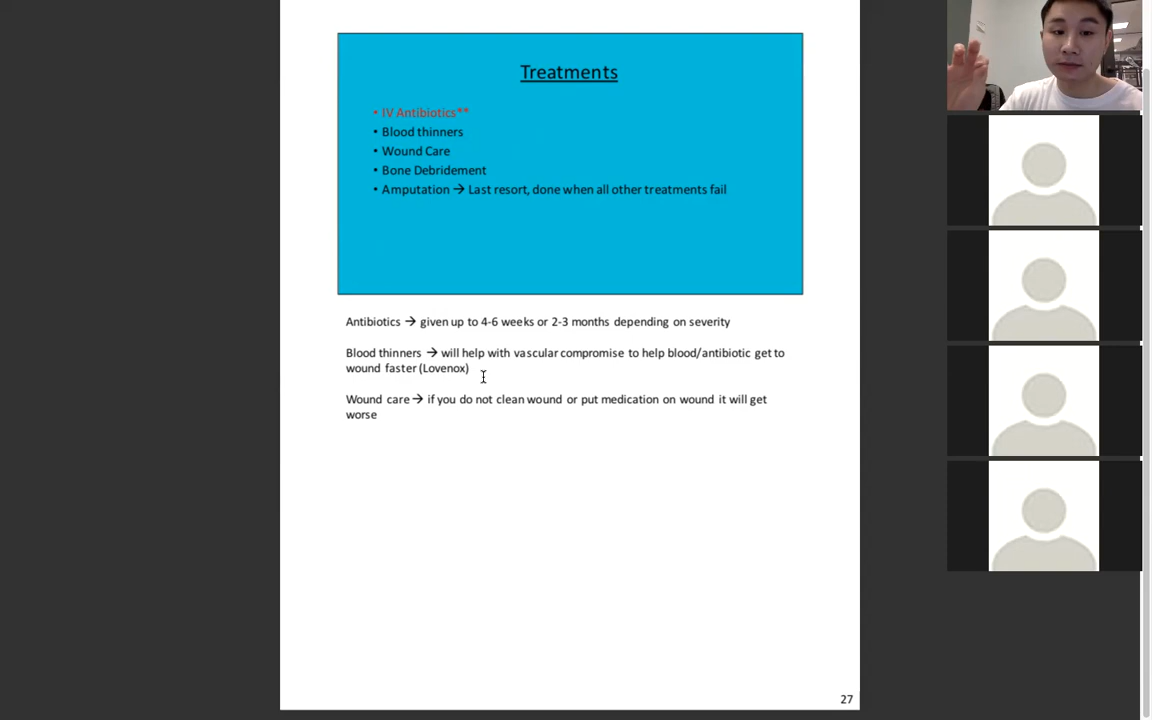 Treatments
• IV Antibiotics**
• Blood thinners
• Wound Care
• Bone Debridement
• Amputation → Last resort, done when all other treatments fail
Antibiotics → given up to 4-6 weeks or 2-3 months depending on severity
Blood thinners → will help with vascular compromise to help blood/antibiotic get to
wound faster (Lovenox)
Wound care→ if you do not clean wound or put medication on wound it will get
worse
27